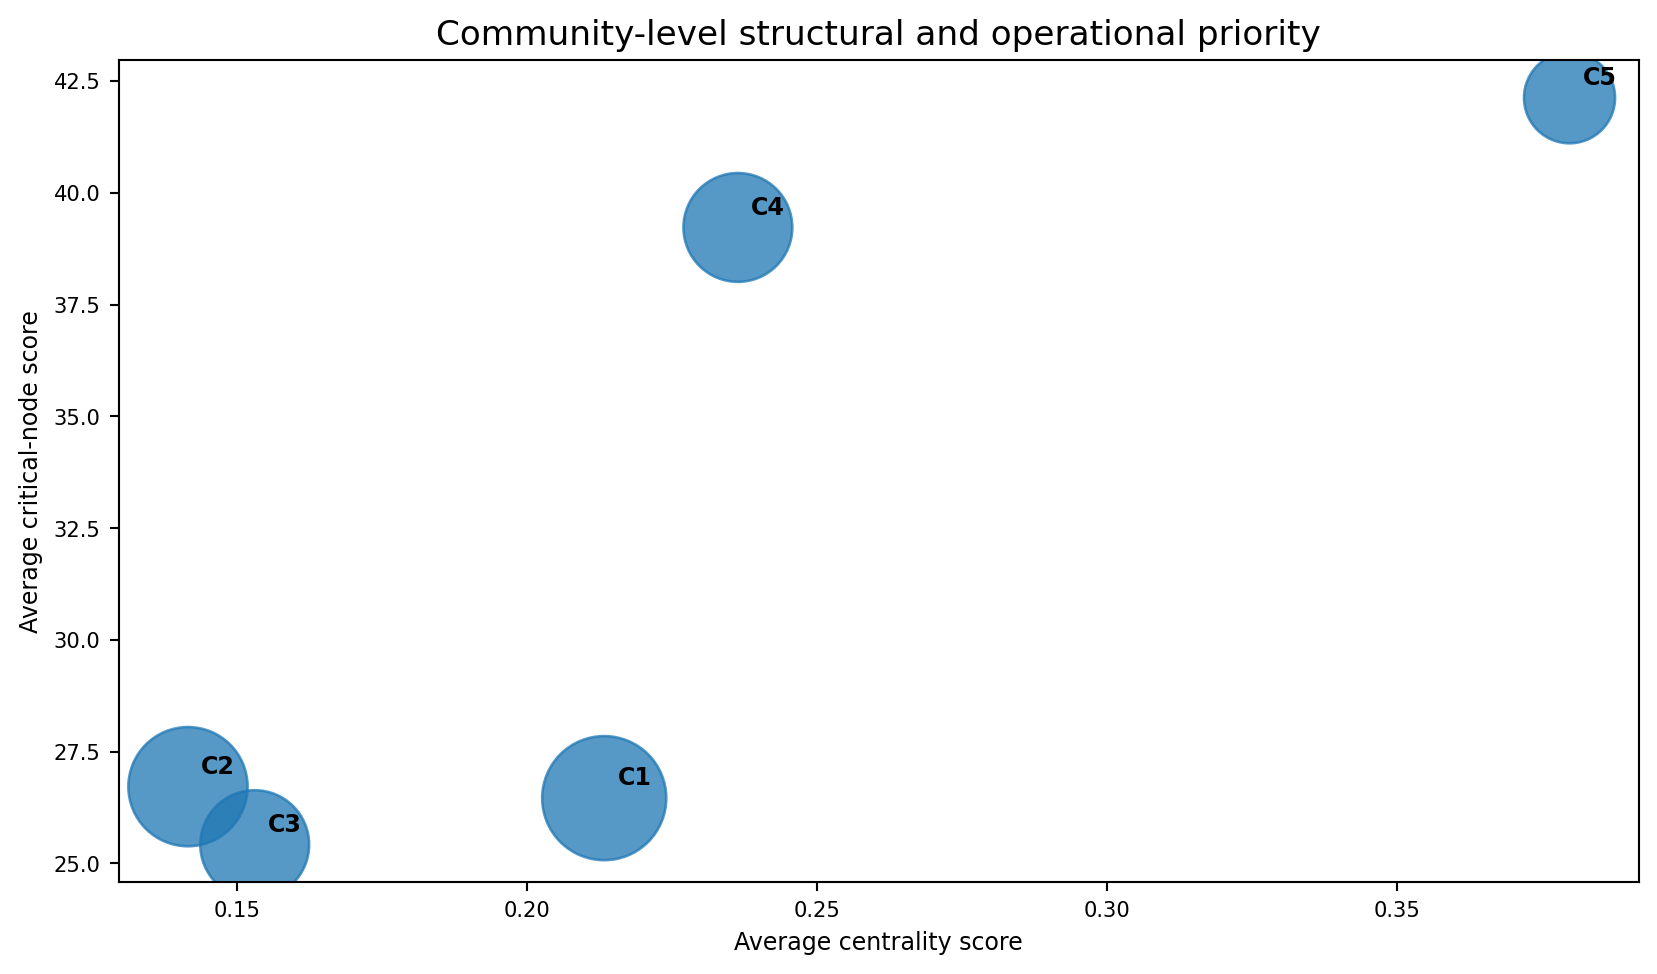 Community-level structural and operational priority
42.5
40.0
37.5
35.0
32.5
30.0
27.5
25.0
Average critical-node score
C5
C4
C2
C1
C3
0.15
0.20
0.25
0.30
0.35
Average centrality score